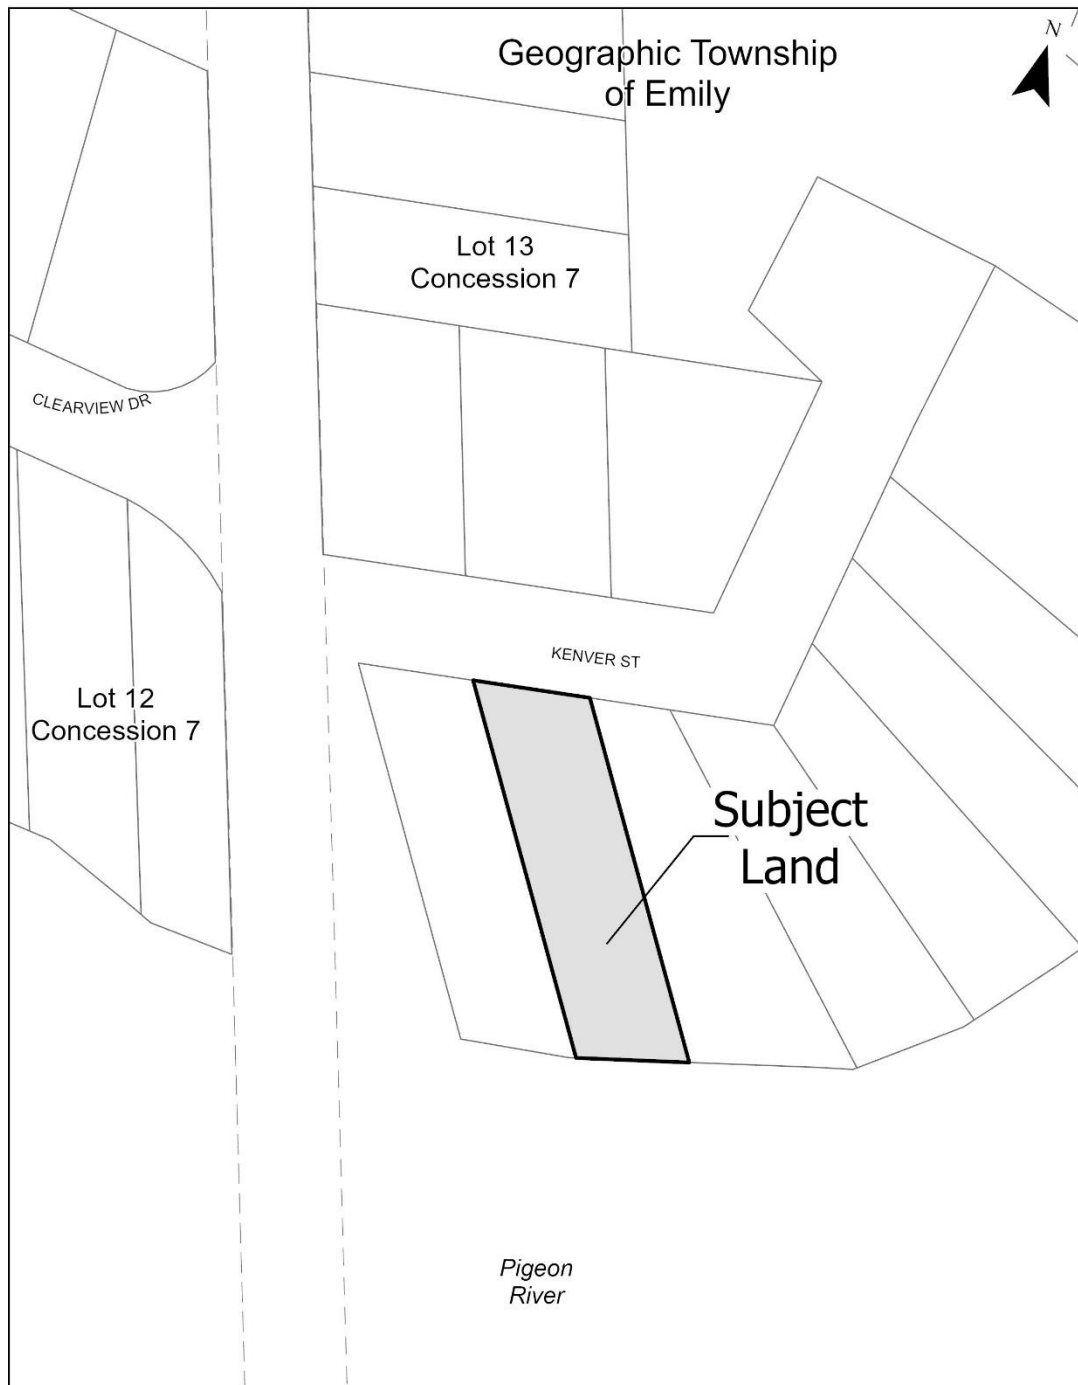 Geographic Township
of Emily
N
Lot 13
Concession 7
CLEARVIEW DR
KENVER ST
Lot 12
Concession 7
Subject
Land
Pigeon
River